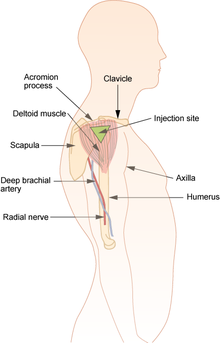 Acromion
process
Clavicle
Deltoid muscle
Injection site
Scapula
Deep brachial
artery
Axilla
Humerus
Radial nerve